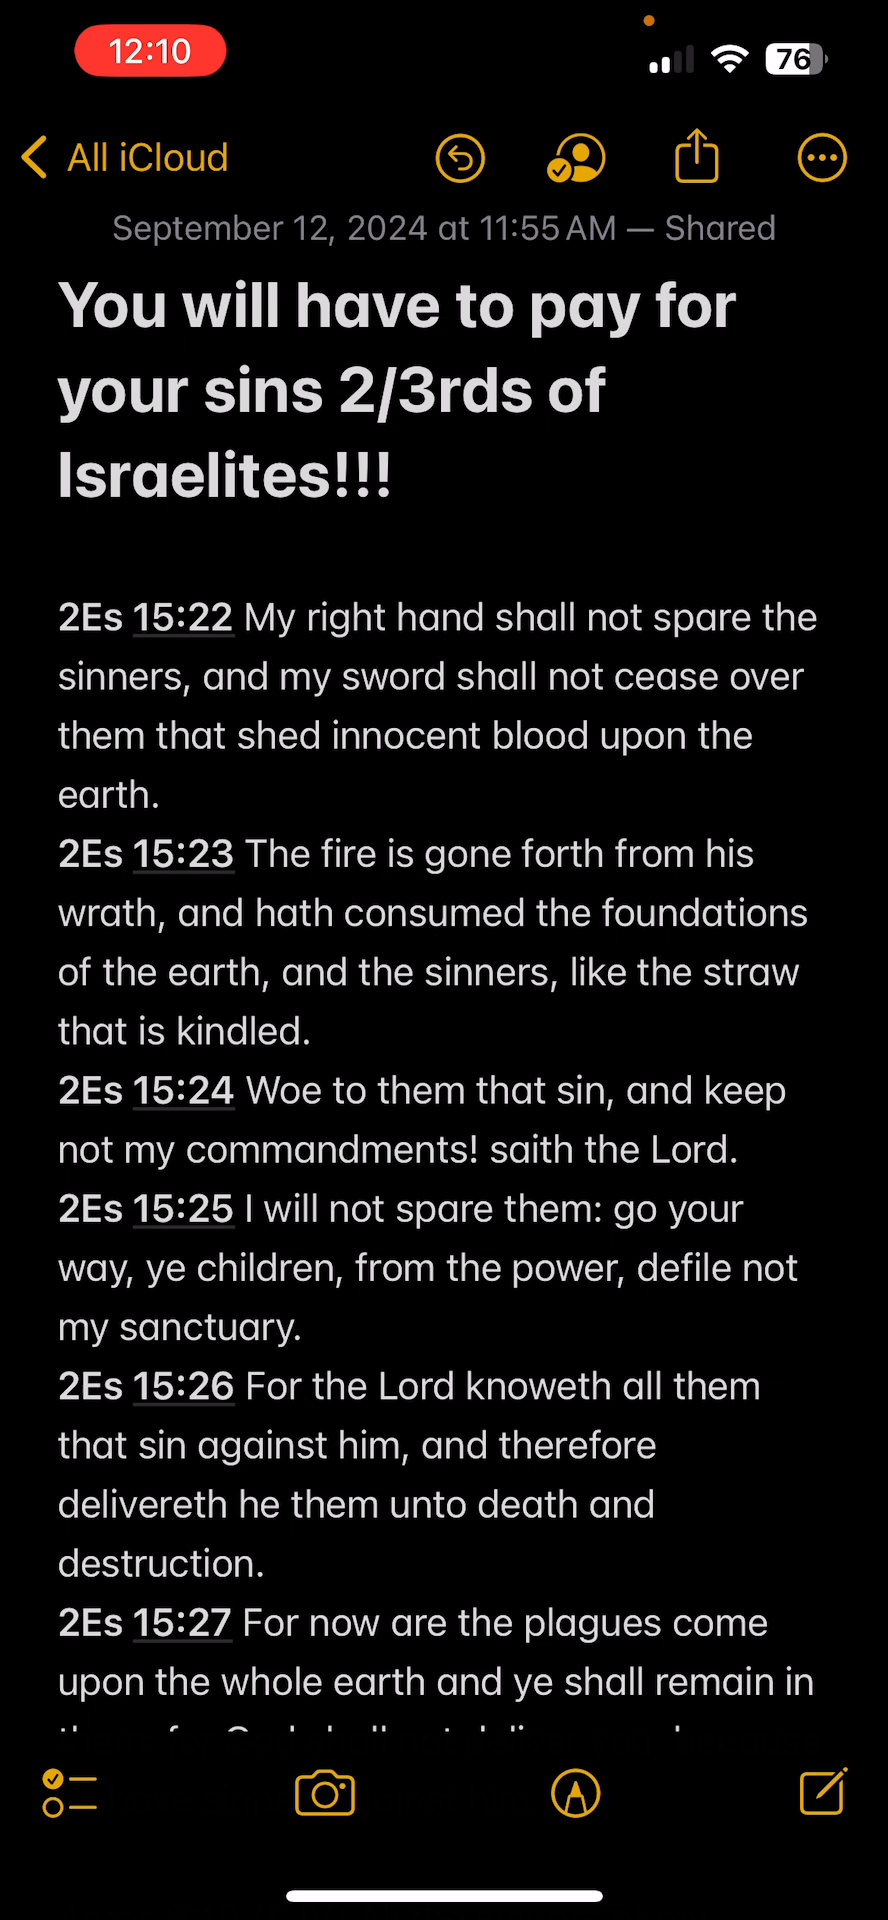 12:10
76
All iCloud
September 12, 2024 at 11:55 AM — Shared
You will have to pay for
your sins 2/3rds of
Israelites!!!
2Es 15:22 My right hand shall not spare the
sinners, and my sword shall not cease over
them that shed innocent blood upon the
earth.
2Es 15:23 The fire is gone forth from his
wrath, and hath consumed the foundations
of the earth, and the sinners, like the straw
that is kindled.
2Es 15:24 Woe to them that sin, and keep
not my commandments! saith the Lord.
2Es 15:25 I will not spare them: go your
way, ye children, from the power, defile not
my sanctuary.
2Es 15:26 For the Lord knoweth all them
that sin against him, and therefore
delivereth he them unto death and
destruction.
2Es 15:27 For now are the plagues come
upon the whole earth and ye shall remain in